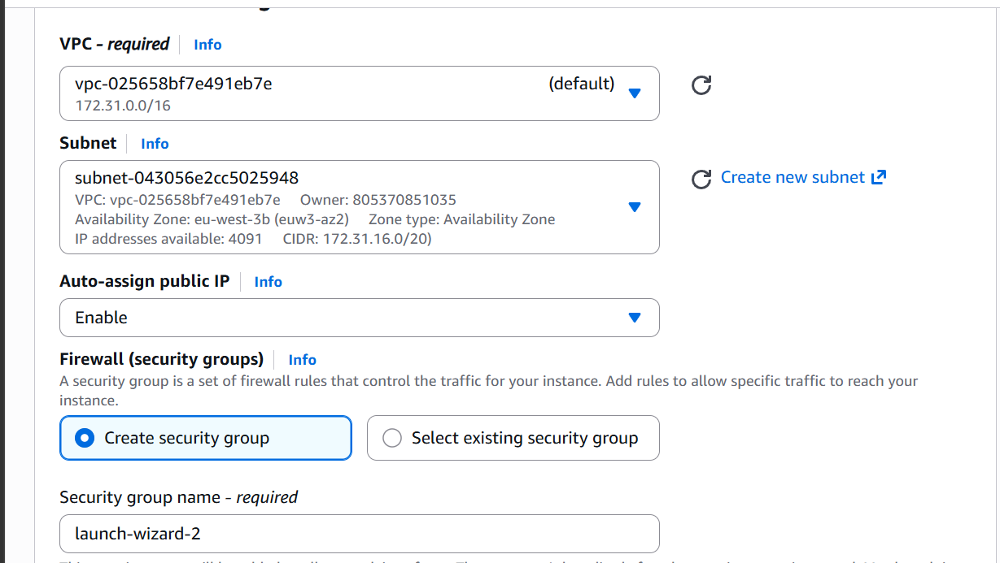 VPC - required Info
vpc-025658bf7e491eb7e (default)
172.31.0.0/16
Subnet Info
subnet-043056e2cc5025948
VPC: vpc-025658bf7e491eb7e Owner: 805370851035
Availability Zone: eu-west-3b (euw3-az2) Zone type: Availability Zone
IP addresses available: 4091 CIDR: 172.31.16.0/20)
Create new subnet
Auto-assign public IP Info
Enable
Firewall (security groups) Info
A security group is a set of firewall rules that control the traffic for your instance. Add rules to allow specific traffic to reach your
instance.
Create security group
Select existing security group
Security group name - required
launch-wizard-2